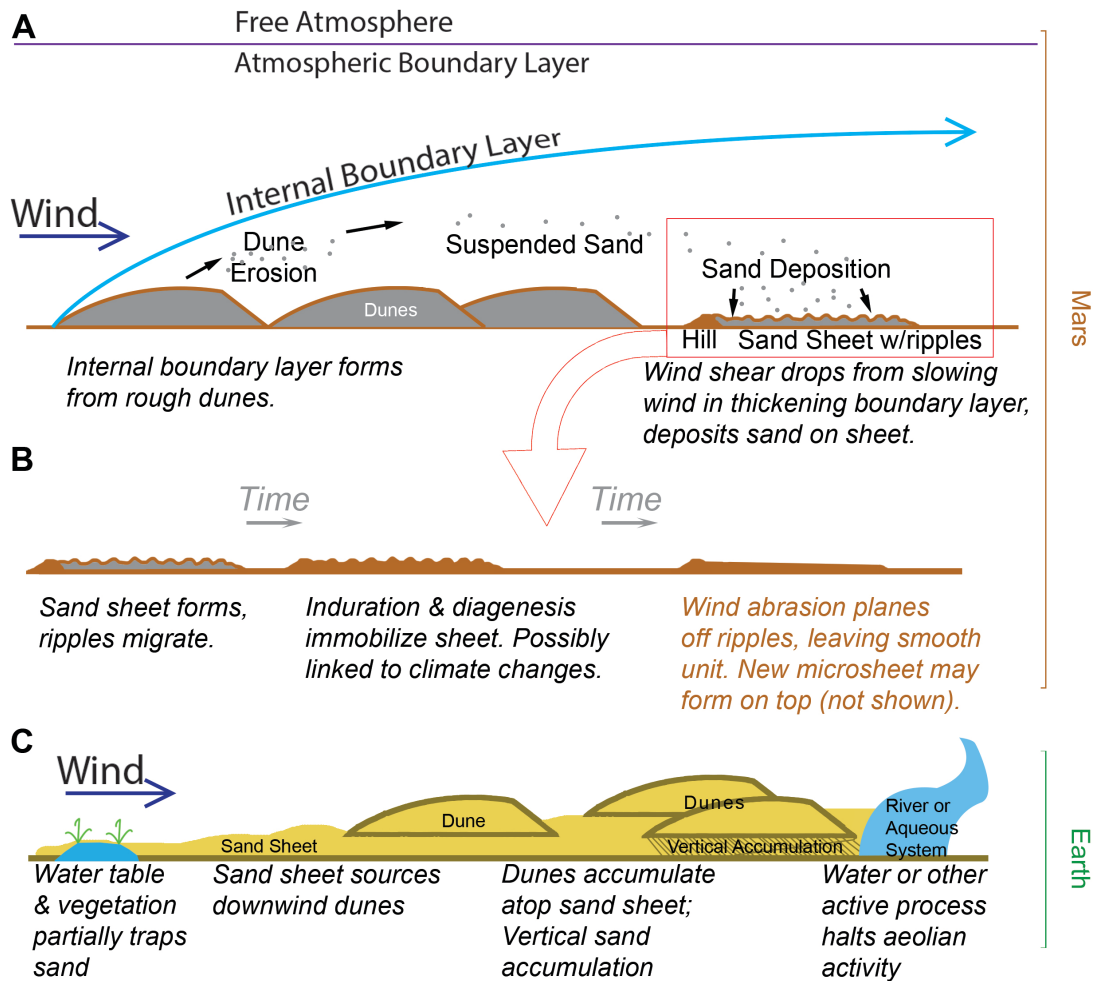 A
Free Atmosphere
Atmospheric Boundary Layer
Internal Boundary Layer
Wind
Dune
Erosion
Suspended Sand
Sand Deposition
Dunes
Hill
Sand Sheet w/ripples
Internal boundary layer forms
from rough dunes.
Wind shear drops from slowing
wind in thickening boundary layer,
deposits sand on sheet.
Mars
B
Time
Time
Sand sheet forms,
ripples migrate.
Induration & diagenesis
immobilize sheet. Possibly
linked to climate changes.
Wind abrasion planes
off ripples, leaving smooth
unit. New microsheet may
form on top (not shown).
C
Wind
Sand Sheet
Dune
Dunes
Vertical Accumulation
River or
Aqueous
System
Water table
& vegetation
partially traps
sand
Sand sheet sources
downwind dunes
Dunes accumulate
atop sand sheet;
Vertical sand
accumulation
Water or other
active process
halts aeolian
activity
Earth